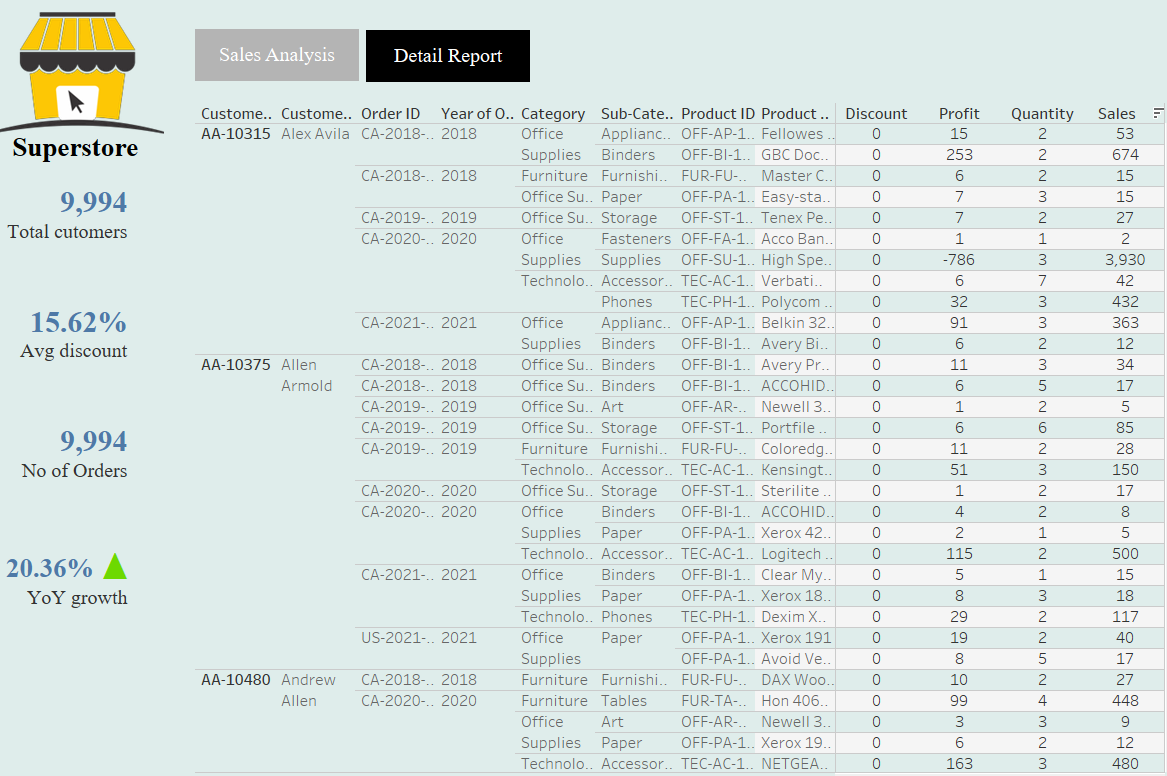 Superstore
9,994
Total cutomers
15.62%
Avg discount
9,994
No of Orders
20.36%
YoY growth
Sales Analysis Detail Report
Custome.. Custome.. Order ID Year of O.. Category Sub-Cate.. Product ID Product .. Discount Profit Quantity Sales
AA-10315 Alex Avila CA-2018-.. 2018 Office Applianc.. OFF-AP-1.. Fellowes .. 0 15 2 53
Supplies Binders OFF-BI-1.. GBC Doc.. 0 253 2 674
CA-2018-.. 2018 Furniture Furnishi.. FUR-FU-.. Master C.. 0 6 2 15
Office Su.. Paper OFF-PA-1.. Easy-sta.. 0 7 3 15
CA-2019-.. 2019 Office Su.. Storage OFF-ST-1.. Tenex Pe.. 0 7 2 27
CA-2020-.. 2020 Office Fasteners OFF-FA-1.. Acco Ban.. 0 1 1 2
Supplies Supplies OFF-SU-1.. High Spe.. 0 -786 3 3,930
Technolo.. Accessor.. TEC-AC-1.. Verbati.. 0 6 7 42
Phones TEC-PH-1.. Polycom .. 0 32 3 432
CA-2021-.. 2021 Office Applianc.. OFF-AP-1.. Belkin 32.. 0 91 3 363
Supplies Binders OFF-BI-1.. Avery Bi.. 0 6 2 12
AA-10375 Allen CA-2018-.. 2018 Office Su.. Binders OFF-BI-1.. Avery Pr.. 0 11 3 34
Armold CA-2018-.. 2018 Office Su.. Binders OFF-BI-1.. ACCOHID.. 0 6 5 17
CA-2019-.. 2019 Office Su.. Art OFF-AR-.. Newell 3.. 0 1 2 5
CA-2019-.. 2019 Office Su.. Storage OFF-ST-1.. Portfile .. 0 6 6 85
CA-2019-.. 2019 Furniture Furnishi.. FUR-FU-.. Coloredg.. 0 11 2 28
Technolo.. Accessor.. TEC-AC-1.. Kensingt.. 0 51 3 150
CA-2020-.. 2020 Office Su.. Storage OFF-ST-1.. Sterilite .. 0 1 2 17
CA-2020-.. 2020 Office Binders OFF-BI-1.. ACCOHID.. 0 4 2 8
Supplies Paper OFF-PA-1.. Xerox 42.. 0 2 1 5
Technolo.. Accessor.. TEC-AC-1.. Logitech .. 0 115 2 500
CA-2021-.. 2021 Office Binders OFF-BI-1.. Clear My.. 0 5 1 15
Supplies Paper OFF-PA-1.. Xerox 18.. 0 8 3 18
Technolo.. Phones TEC-PH-1.. Dexim X.. 0 29 2 117
US-2021-.. 2021 Office Paper OFF-PA-1.. Xerox 191 0 19 2 40
Supplies OFF-PA-1.. Avoid Ve.. 0 8 5 17
AA-10480 Andrew CA-2018-.. 2018 Furniture Furnishi.. FUR-FU-.. DAX Woo.. 0 10 2 27
Allen CA-2020-.. 2020 Furniture Tables FUR-TA-.. Hon 406.. 0 99 4 448
Office Art OFF-AR-.. Newell 3.. 0 3 3 9
Supplies Paper OFF-PA-1.. Xerox 19.. 0 6 2 12
Technolo.. Accessor.. TEC-AC-1.. NETGEA.. 0 163 3 480